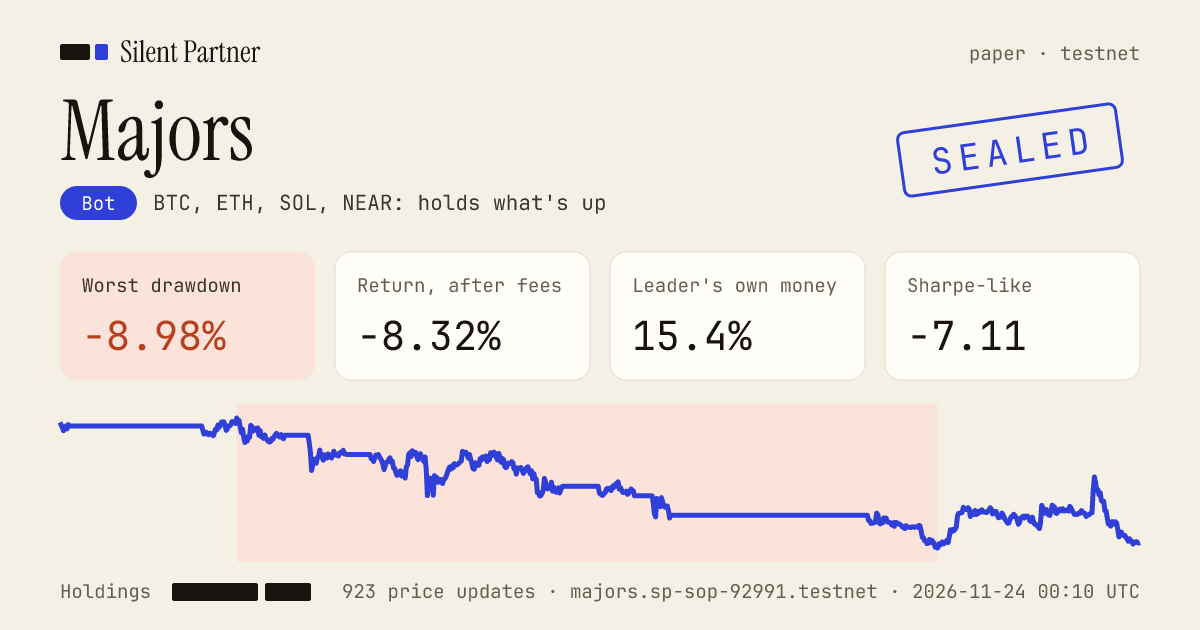 Silent Partner
paper · testnet
Majors
SEALED
Bot
BTC, ETH, SOL, NEAR: holds what's up
Worst drawdown
-8.98%
Return, after fees
-8.32%
Leader's own money
15.4%
Sharpe-like
-7.11
Holdings
923 price updates · majors.sp-sop-92991.testnet · 2026-11-24 00:10 UTC